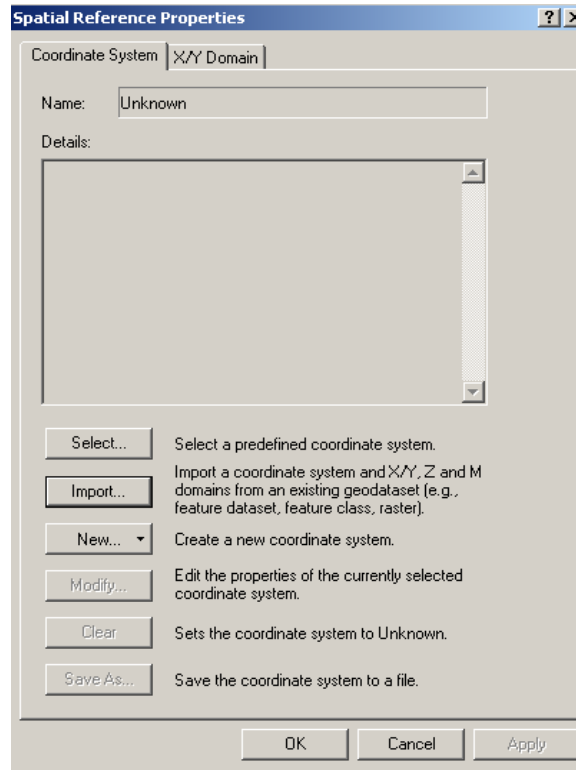 Spatial Reference Properties
Coordinate System
X/Y Domain
Name:
Unknown
Details:
Select...
Select a predefined coordinate system.
Import...
Import a coordinate system and X/Y, Z and M
domains from an existing geodataset (e.g.,
feature dataset, feature class, raster).
New...
Create a new coordinate system.
Modify...
Edit the properties of the currently selected
coordinate system.
Clear
Sets the coordinate system to Unknown.
Save As...
Save the coordinate system to a file.
OK
Cancel
Apply